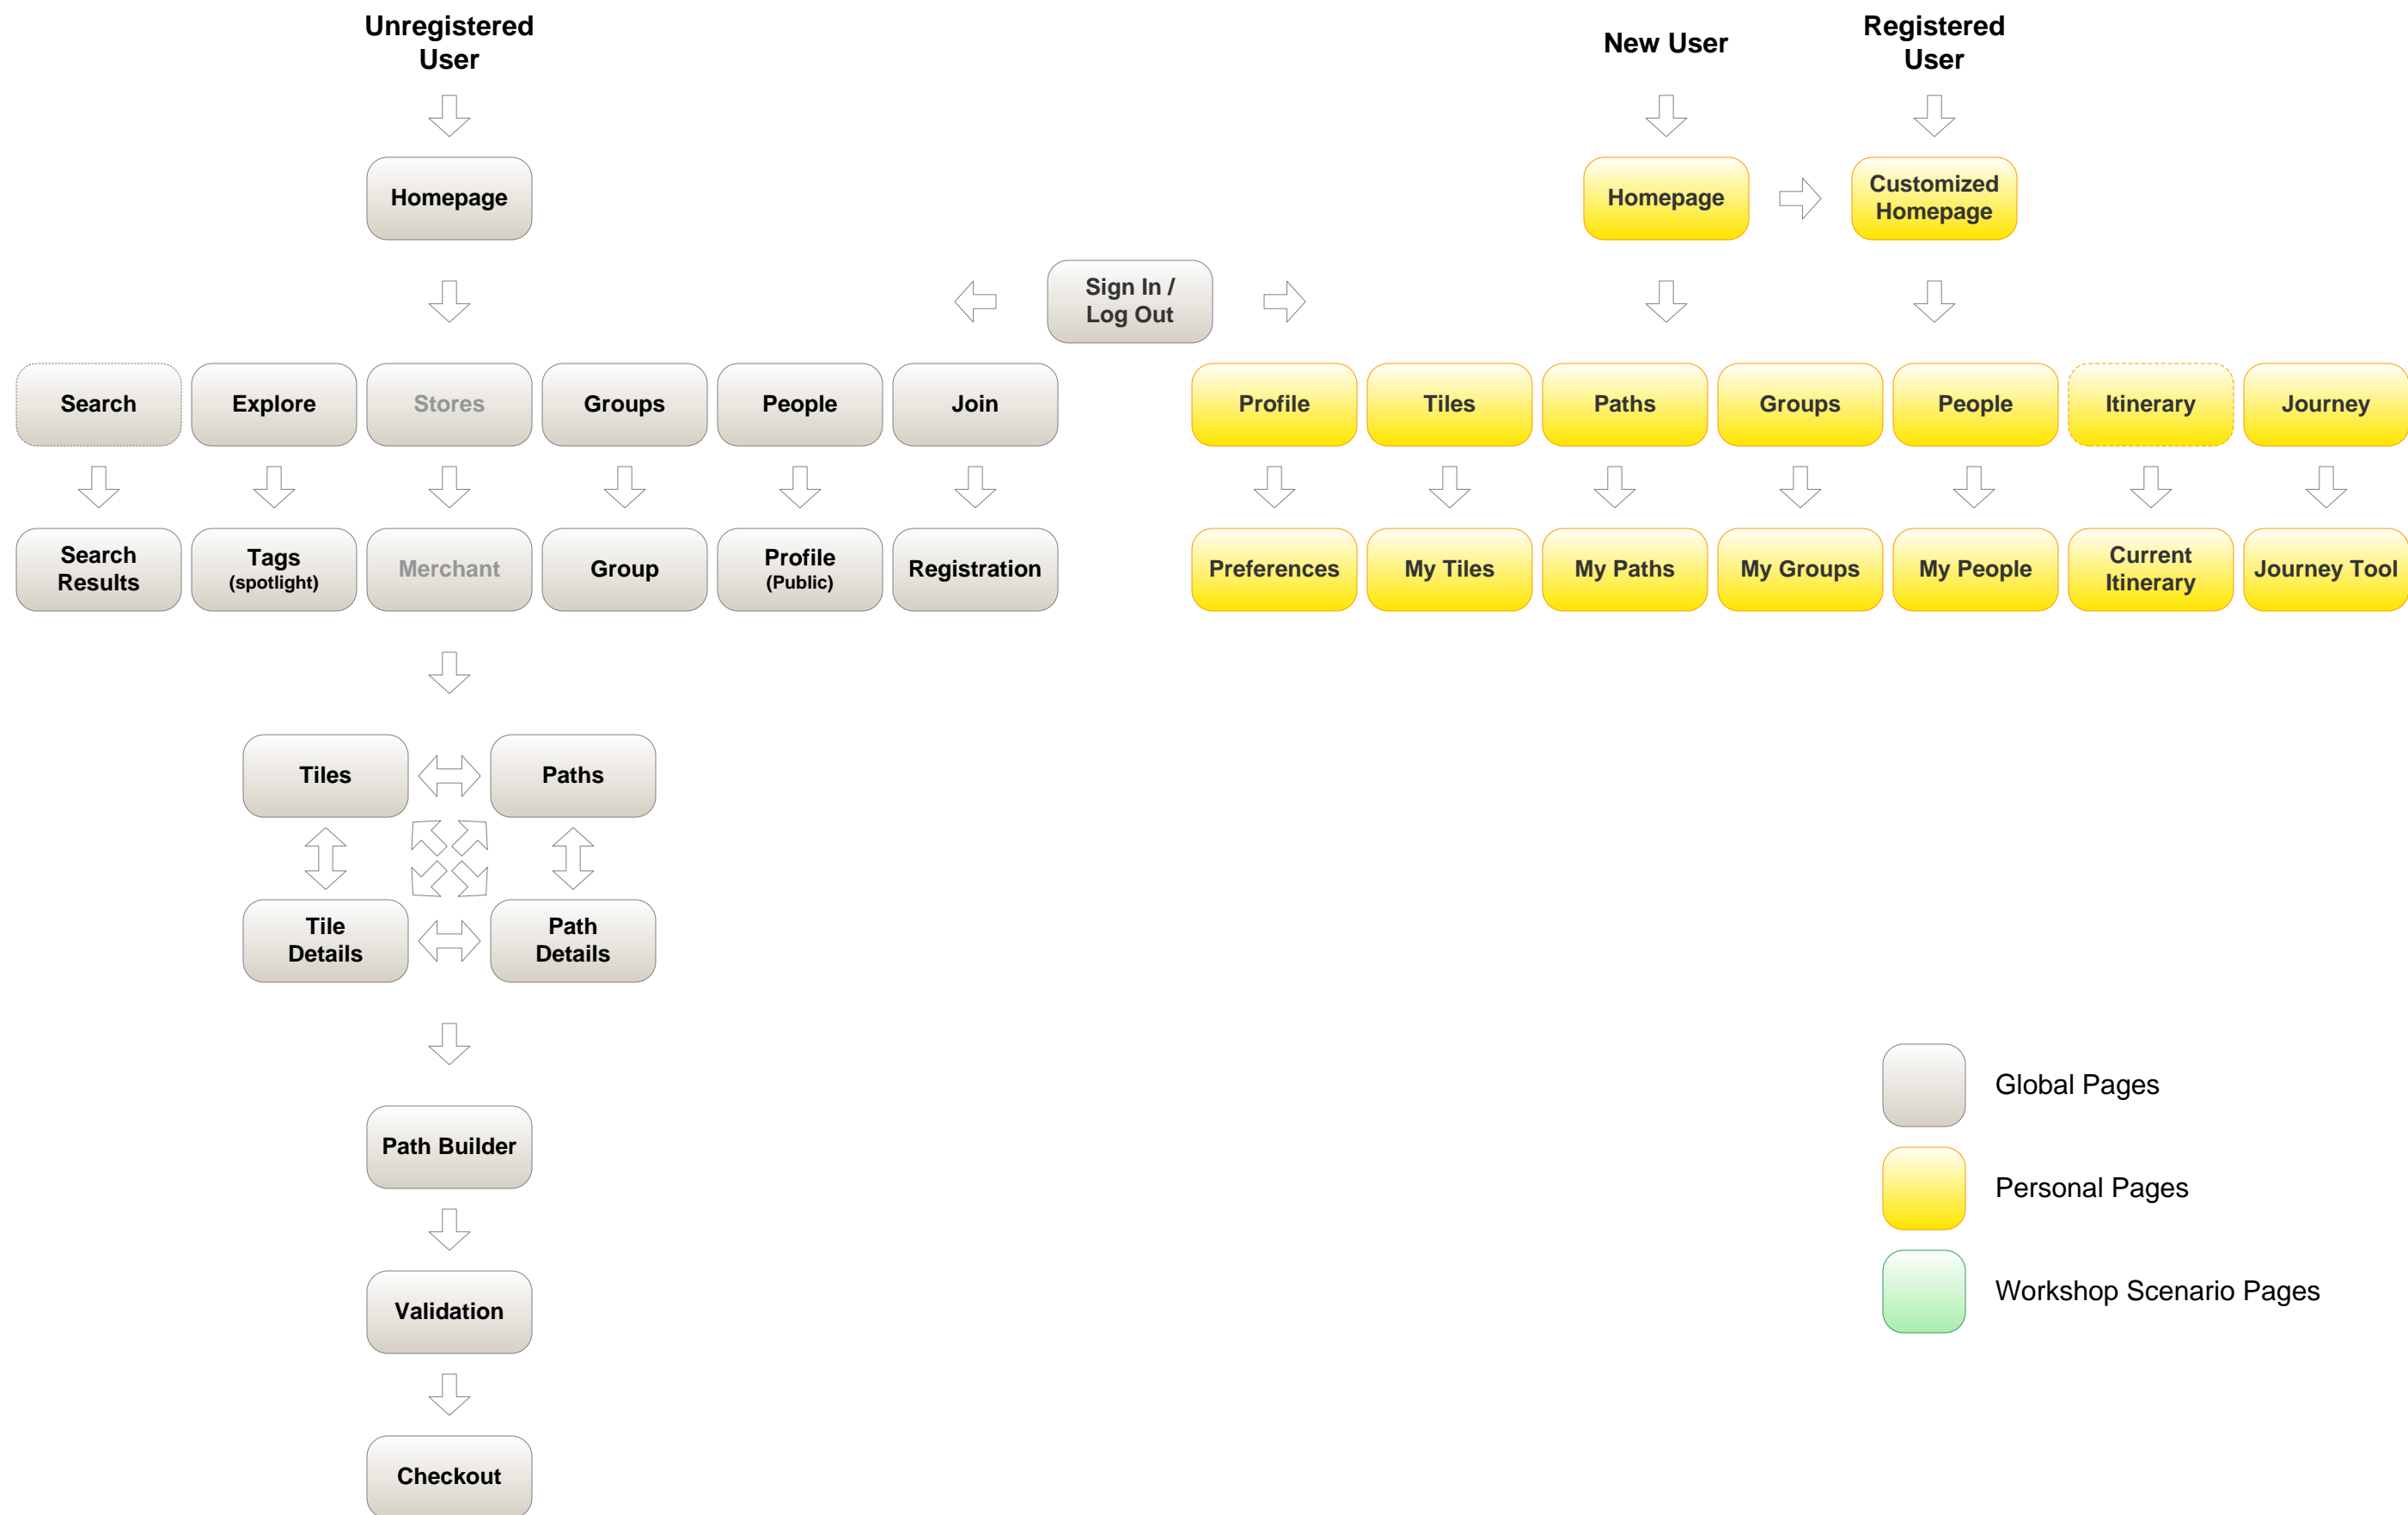 Unregistered
User
New User
Registered
User
Homepage
Homepage
Customized
Homepage
Sign In /
Log Out
Search
Explore
Stores
Groups
People
Join
Profile
Tiles
Paths
Groups
People
Itinerary
Journey
Search
Results
Tags
(spotlight)
Merchant
Group
Profile
(Public)
Registration
Preferences
My Tiles
My Paths
My Groups
My People
Current
Itinerary
Journey Tool
Tiles
Paths
Tile
Details
Path
Details
Path Builder
Validation
Checkout
Global Pages
Personal Pages
Workshop Scenario Pages